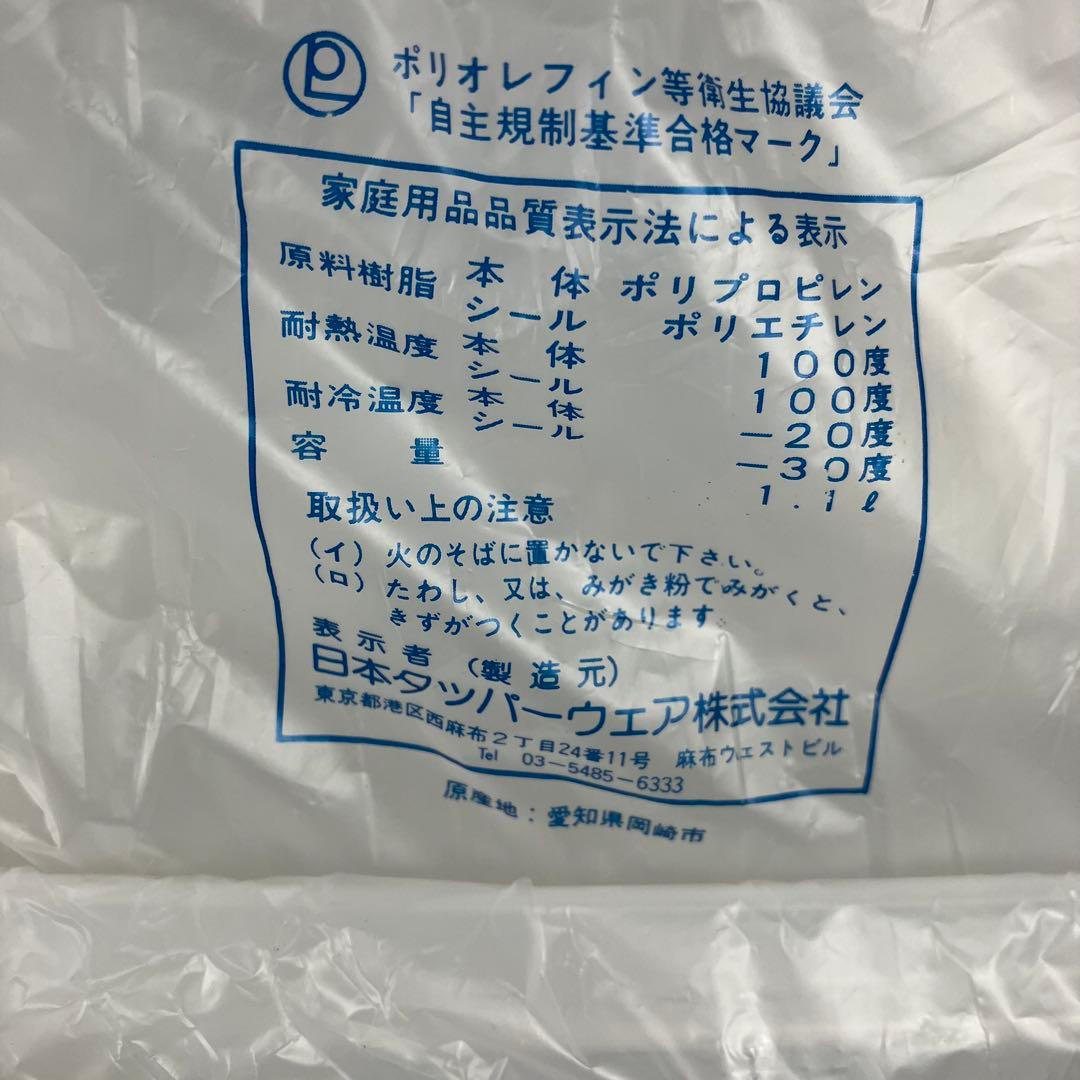 PL
ポリオレフィン等衛生協議会
「自主規制基準合格マーク」
家庭用品品質表示法による表示
原料樹脂 本体 ポリプロピレン
シール ポリエチレン
耐熱温度 本体 100度
シール 100度
耐冷温度 本体 −20度
シール −30度
容量 1.1ℓ
取扱い上の注意
(イ) 火のそばに置かないで下さい。
(ロ) たわし、又は、みがき粉でみがくと、
きずがつくことがあります
表示者 (製造元)
日本タッパーウェア株式会社
東京都港区西麻布2丁目24番11号 麻布ウエストビル
Tel 03−5485−6333
原産地：愛知県岡崎市